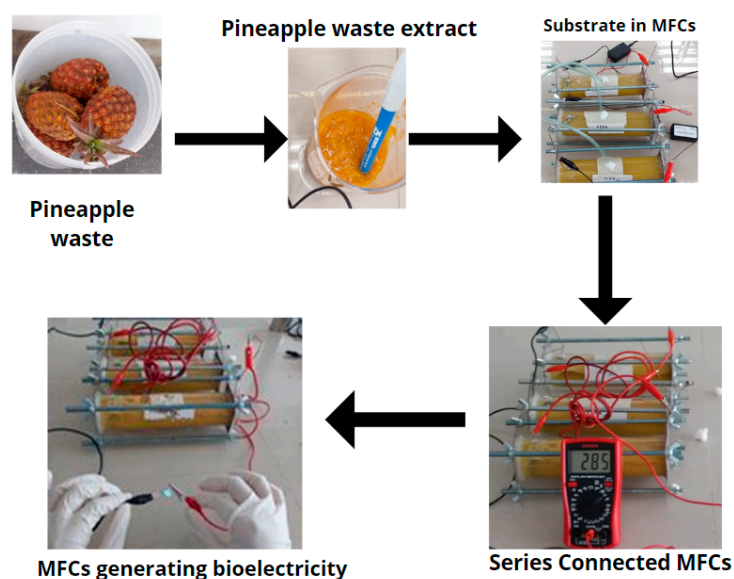 Pineapple waste extract
Substrate in MFCs
Pineapple
waste
285
MFCs generating bioelectricity
Series Connected MFCs